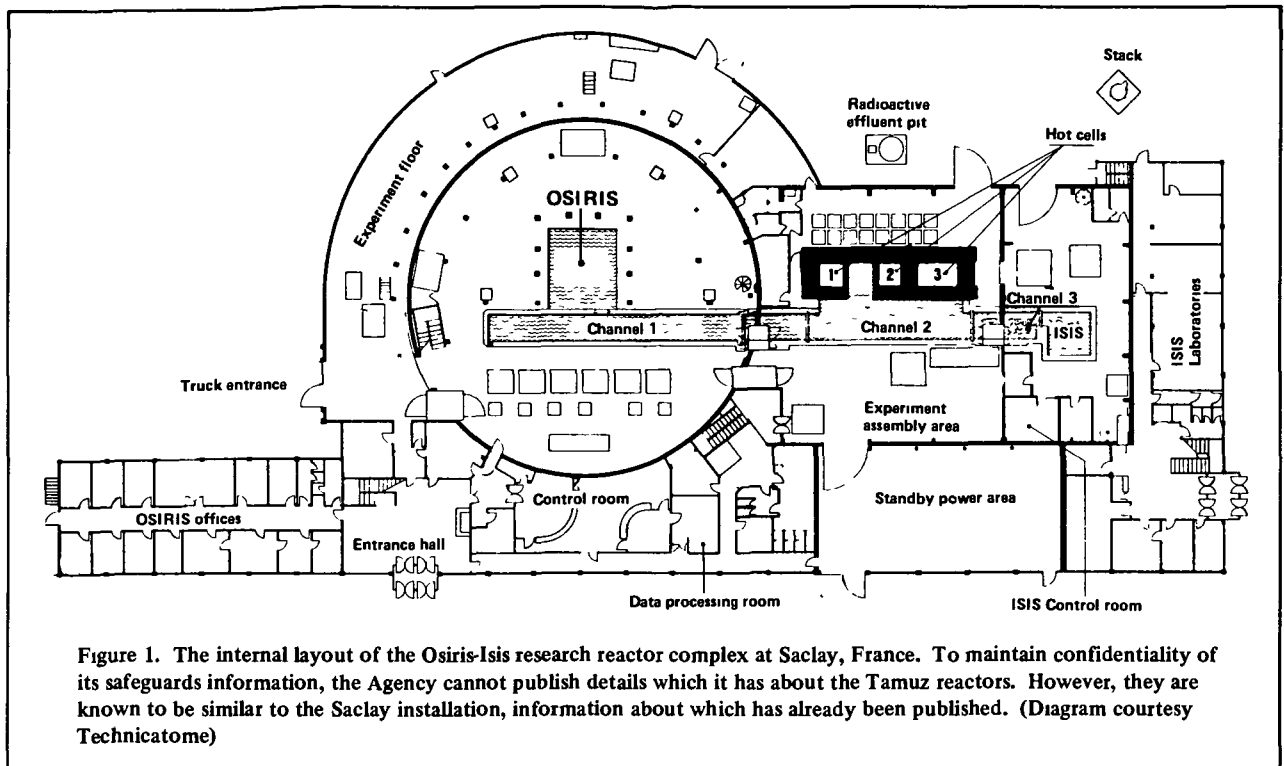 Stack
Radioactive
effluent pit
Hot cells
Experiment floor
OSIRIS
1
2
3
Channel 3
Channel 1
Channel 2
ISIS
ISIS
Laboratories
Truck entrance
Experiment
assembly area
Control room
Standby power area
OSIRIS offices
Entrance hall
Data processing room
ISIS Control room
Figure 1. The internal layout of the Osiris-Isis research reactor complex at Saclay, France. To maintain confidentiality of
its safeguards information, the Agency cannot publish details which it has about the Tamuz reactors. However, they are
known to be similar to the Saclay installation, information about which has already been published. (Diagram courtesy
Technicatome)